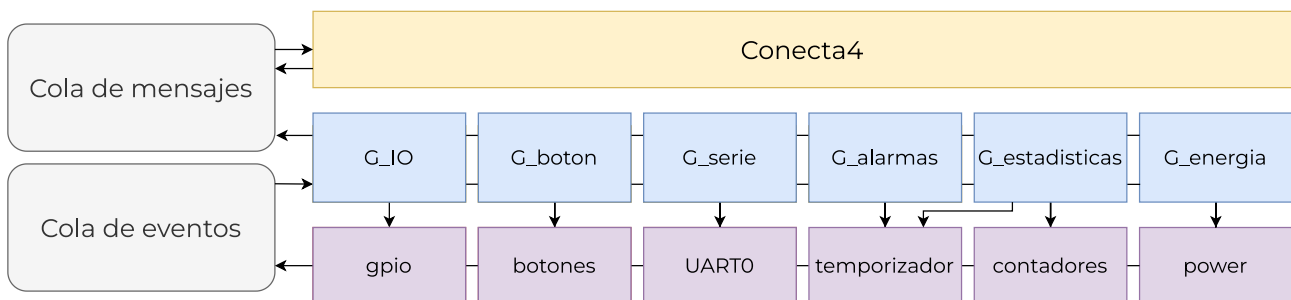 Conecta4
Cola de mensajes
G_IO
G_boton
G_serie
G_alarmas
G_estadisticas
G_energia
Cola de eventos
gpio
botones
UART0
temporizador
contadores
power